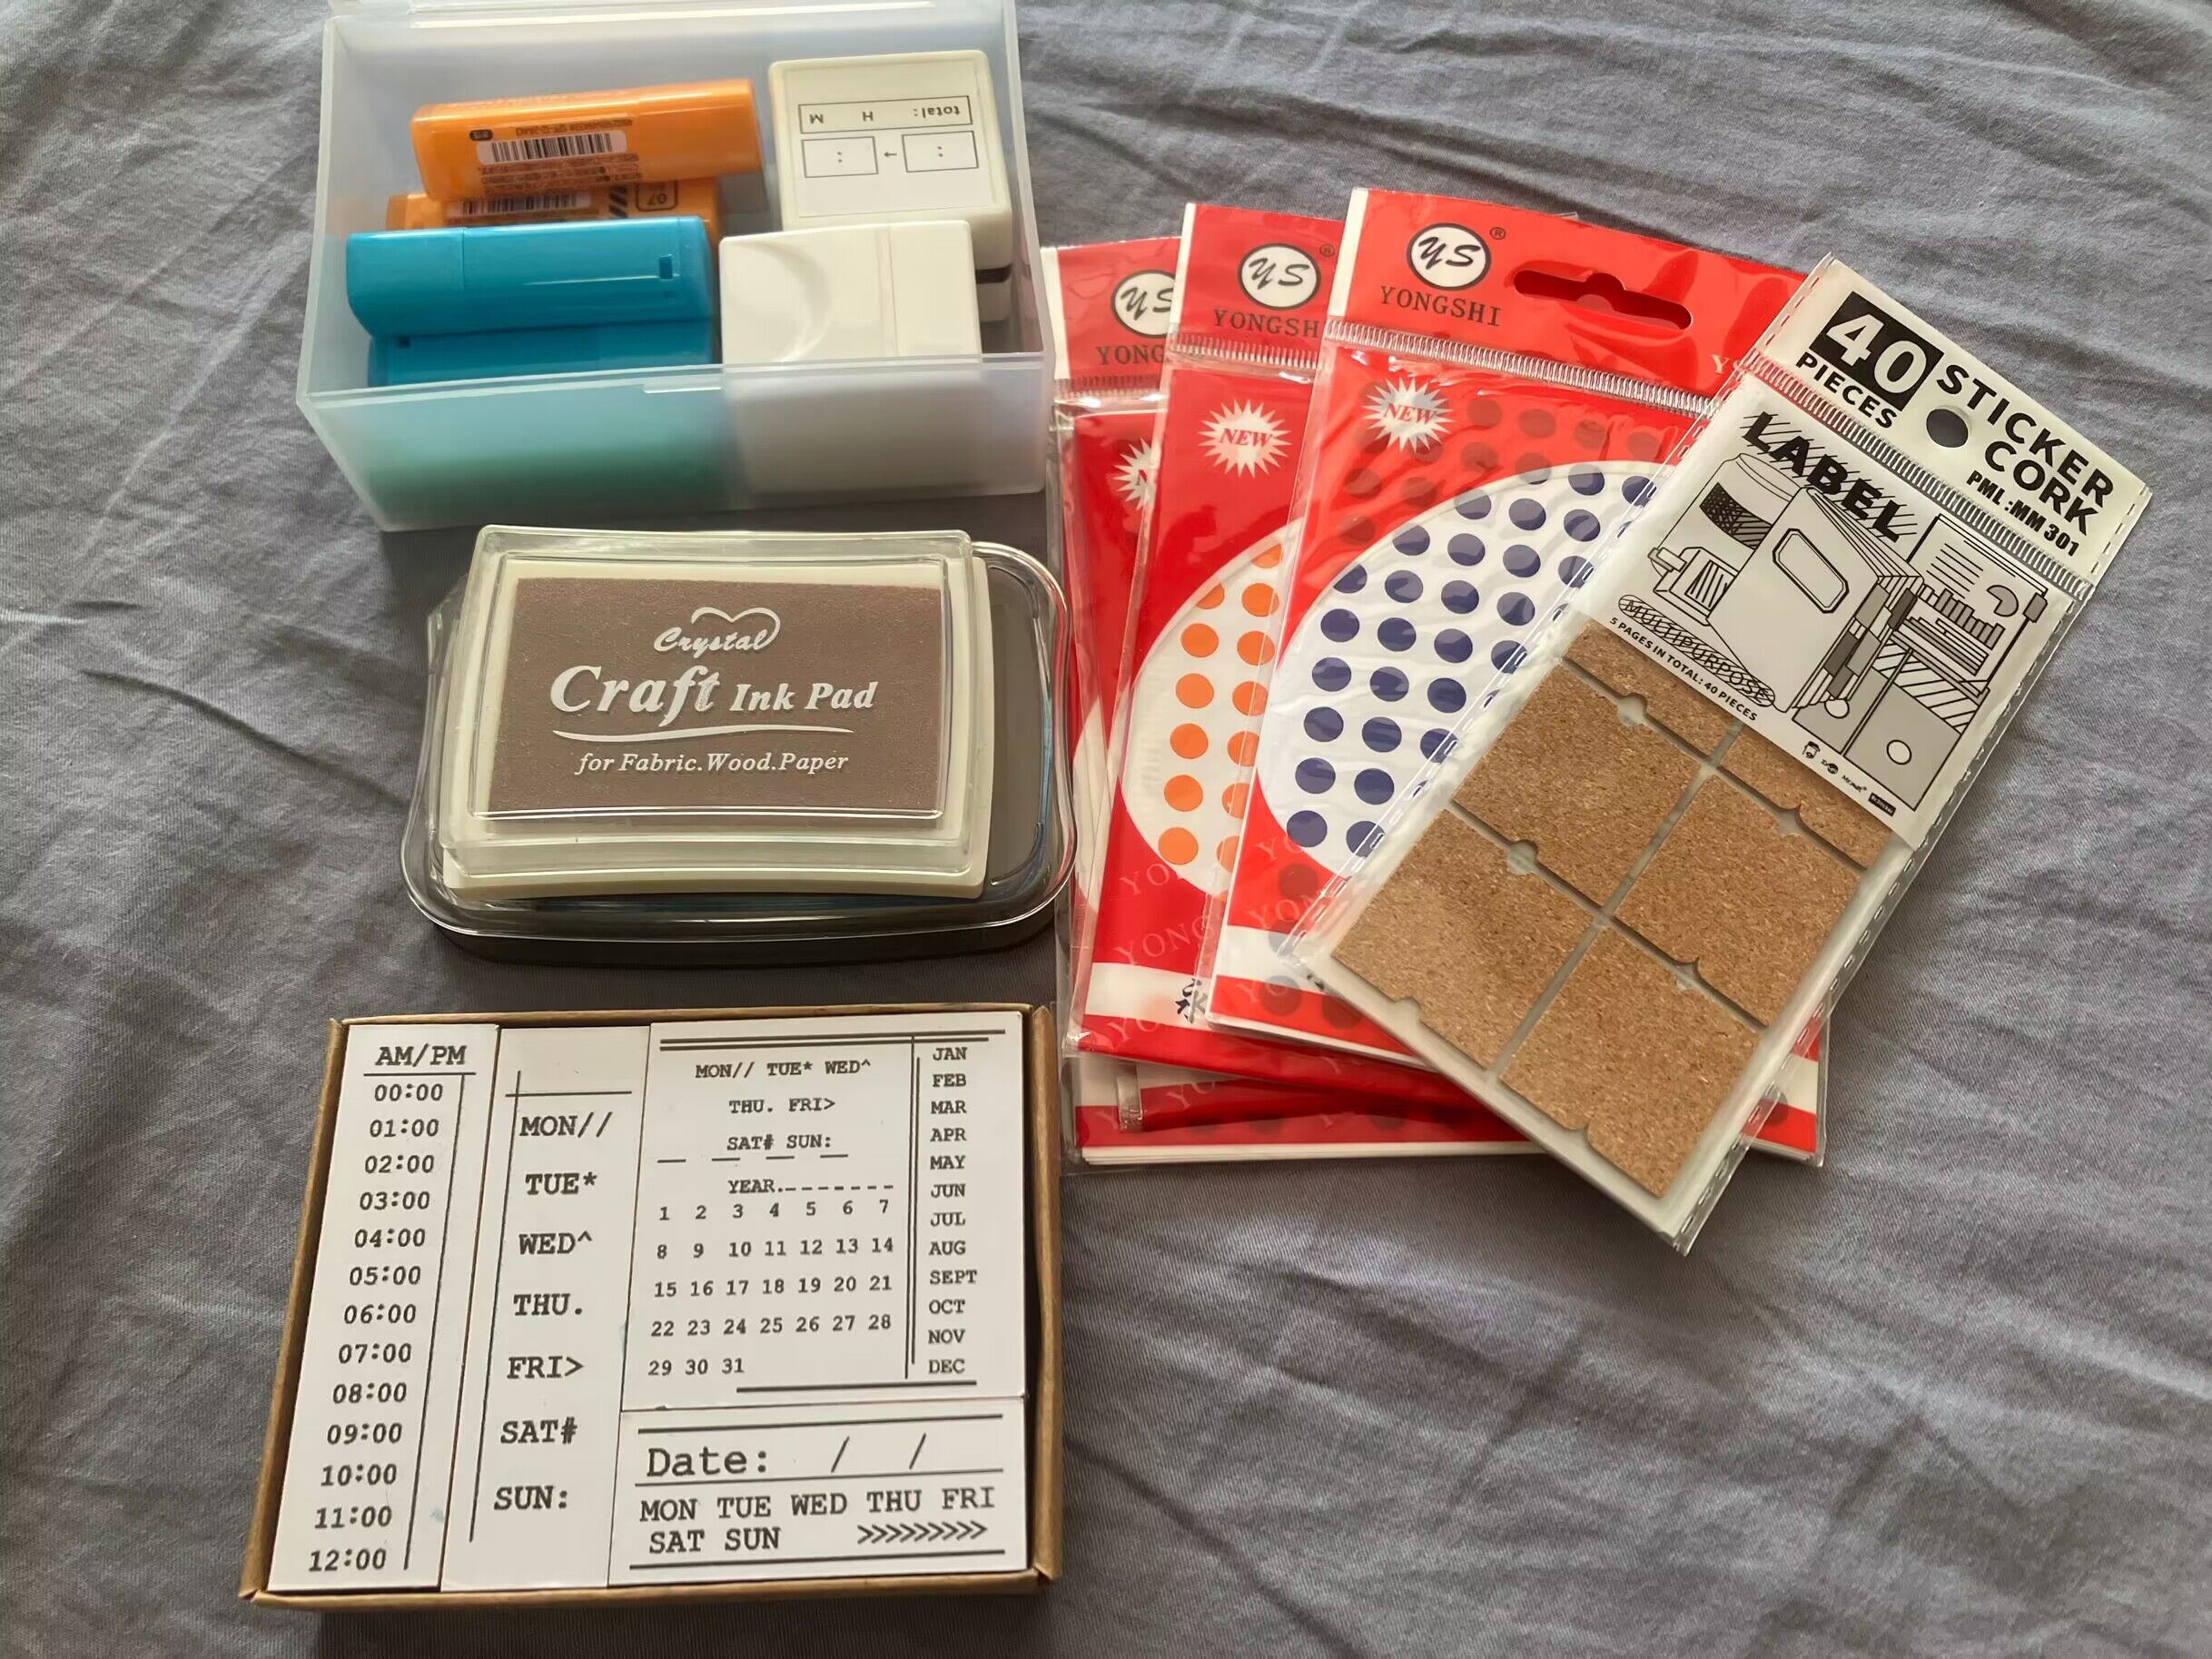 total: H M
: → :
YS ®
YONG
YS ®
YONGSH
NEW
YS ®
YONGSHI
NEW
40
PIECES
STICKER
CORK
PML:MM 301
LABEL
MULTIPURPOSE
5 PAGES IN TOTAL: 40 PIECES
Crystal
Craft Ink Pad
for Fabric.Wood.Paper
AM/PM
00:00
01:00
02:00
03:00
04:00
05:00
06:00
07:00
08:00
09:00
10:00
11:00
12:00
MON//
TUE*
WED^
THU.
FRI>
SAT#
SUN:
MON// TUE* WED^
THU. FRI>
SAT# SUN:
YEAR.
1 2 3 4 5 6 7
8 9 10 11 12 13 14
15 16 17 18 19 20 21
22 23 24 25 26 27 28
29 30 31
JAN
FEB
MAR
APR
MAY
JUN
JUL
AUG
SEPT
OCT
NOV
DEC
Date: / /
MON TUE WED THU FRI
SAT SUN >>>>>>>>>